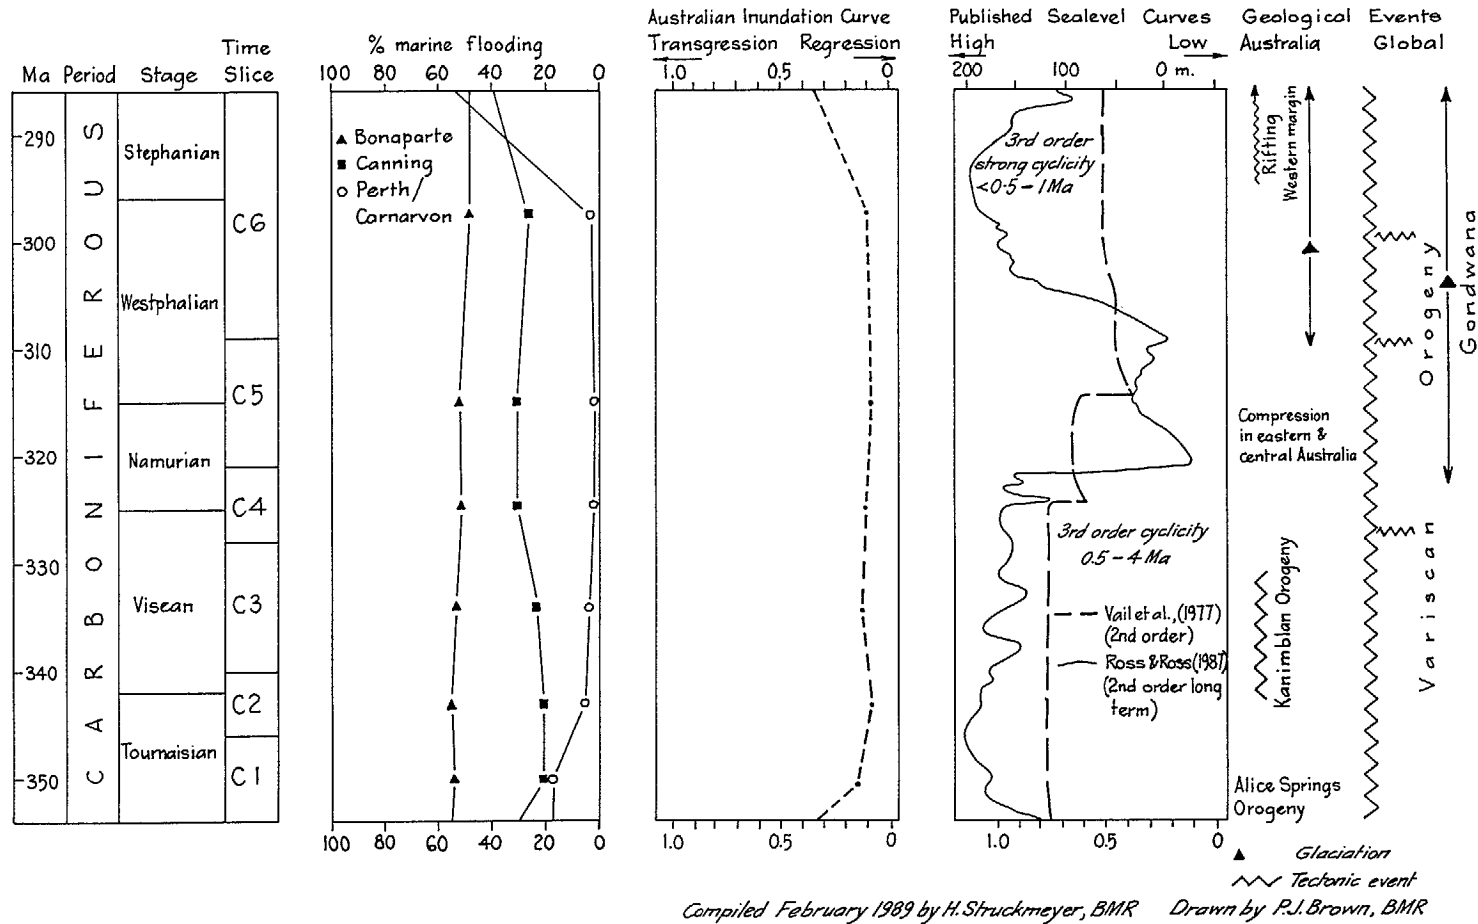 Australian Inundation Curve
Published Sealevel Curves
Geological Events
Time
% marine flooding
Transgression Regression
High Low
Australia Global
Ma Period Stage Slice
100 80 60 40 20 0
1.0 0.5 0
200 100 0 m.
290
300
310
320
330
340
350
CARBONIFEROUS
Stephanian
Westphalian
Namurian
Visean
Tournaisian
C6
C5
C4
C3
C2
C1
Bonaparte
Canning
Perth/
Carnarvon
3rd order
strong cyclicity
<0.5-1Ma
3rd order cyclicity
0.5-4Ma
Vail et al., (1977)
(2nd order)
Ross & Ross (1987)
(2nd order long
term)
Rifting
Western margin
Compression
in eastern &
central Australia
Kanimblan Orogeny
Alice Springs
Orogeny
Variscan Orogeny
Gondwana
100 80 60 40 20 0
1.0 0.5 0
1.0 0.5 0
Glaciation
Tectonic event
Compiled February 1989 by H. Struckmeyer, BMR Drawn by P.J. Brown, BMR